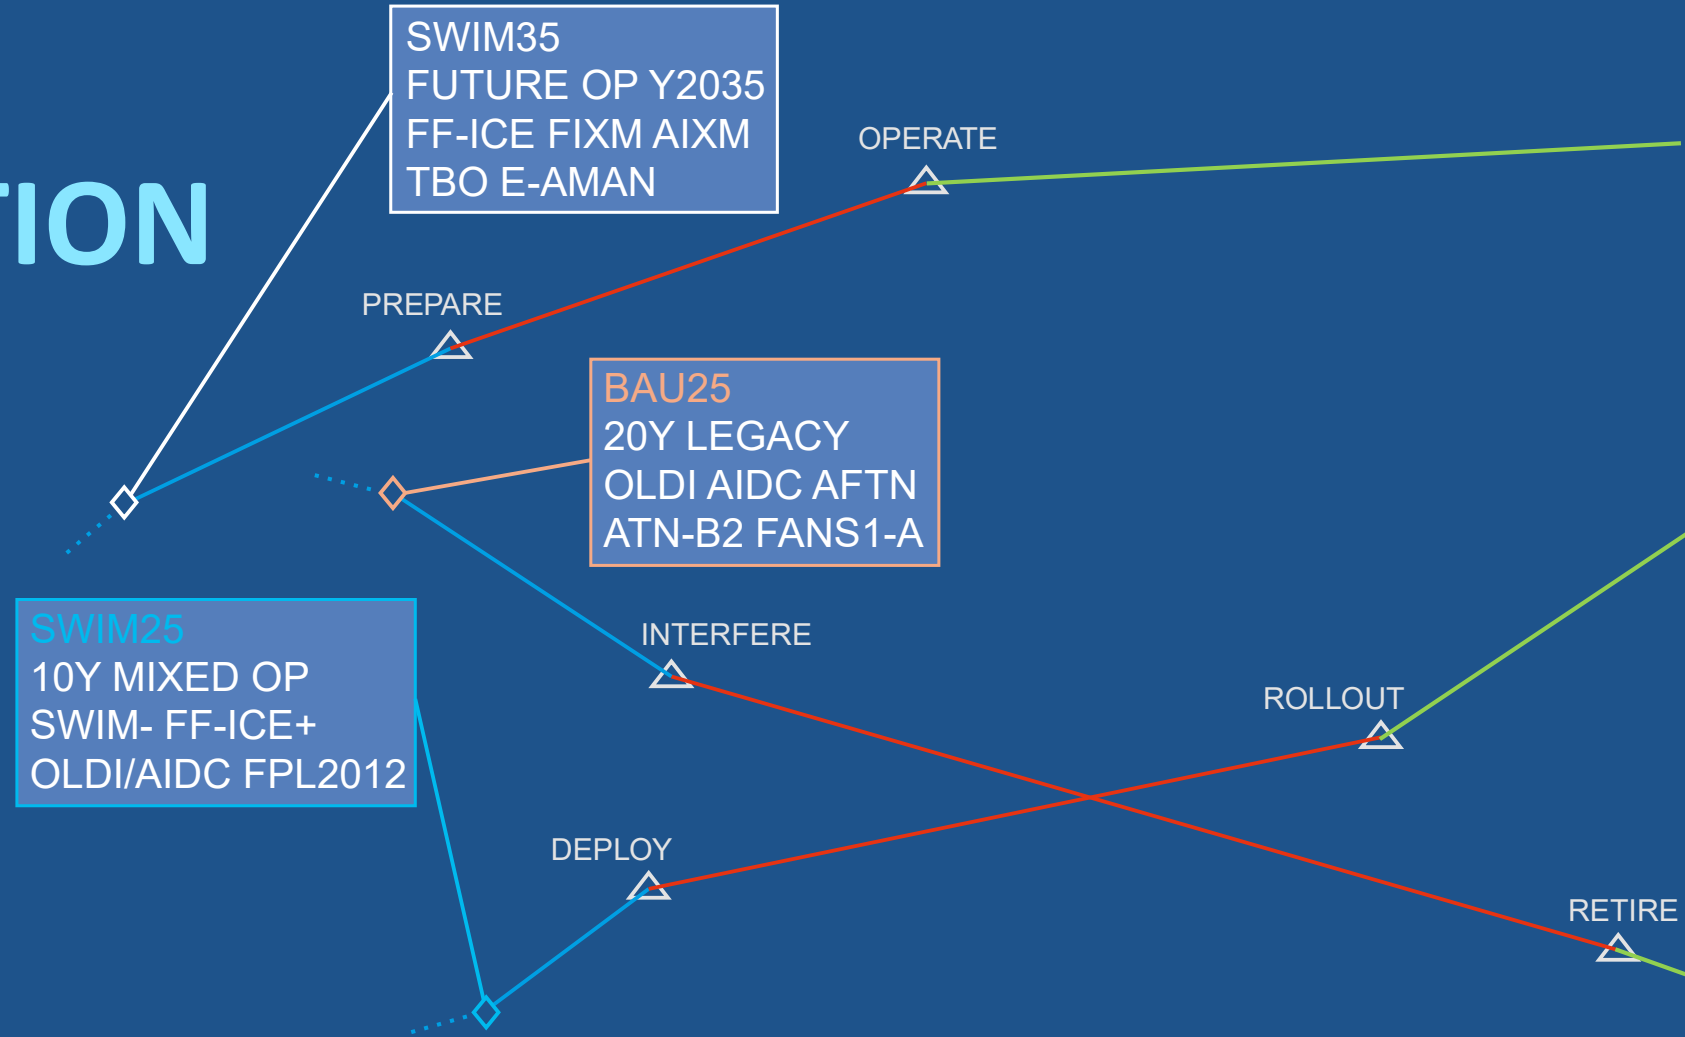 SWIM35
FUTURE OP Y2035
FF-ICE FIXM AIXM
TBO E-AMAN
OPERATE
TION
PREPARE
BAU25
20Y LEGACY
OLDI AIDC AFTN
ATN-B2 FANS1-A
SWIM25
10Y MIXED OP
SWIM- FF-ICE+
OLDI/AIDC FPL2012
INTERFERE
ROLLOUT
DEPLOY
RETIRE